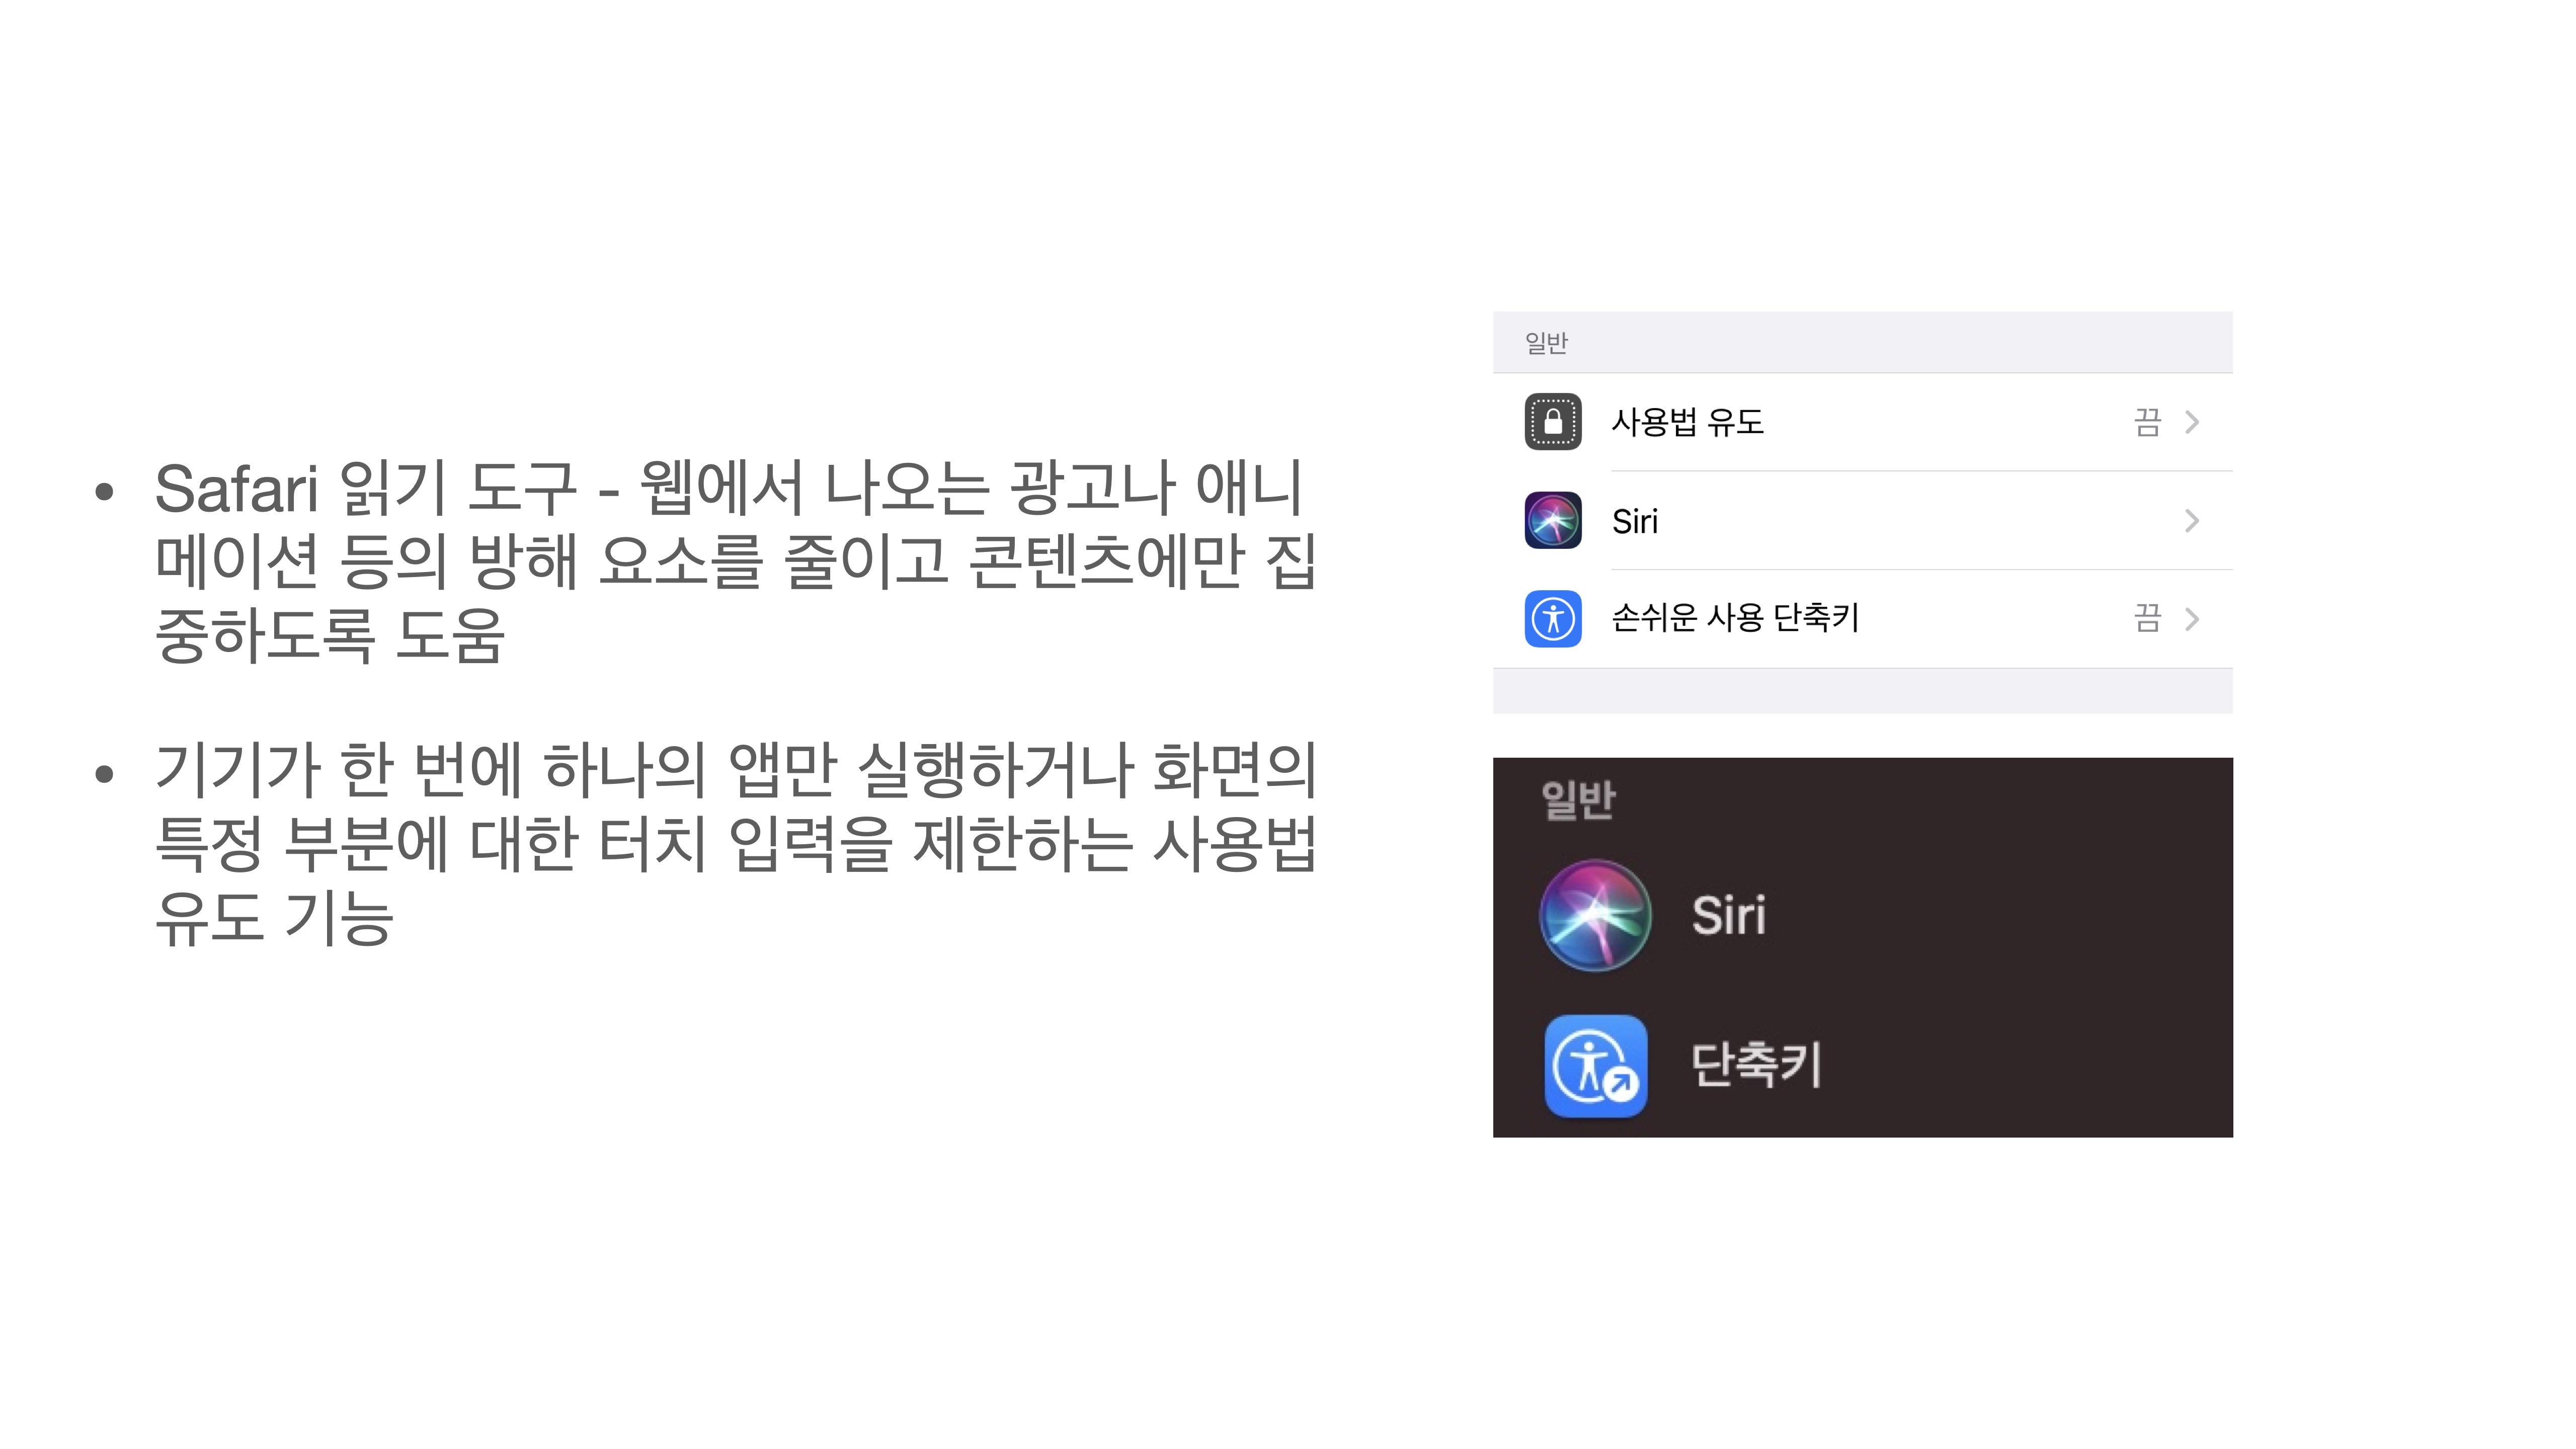 • Safari 읽기 도구 - 웹에서 나오는 광고나 애니
메이션 등의 방해 요소를 줄이고 콘텐츠에만 집
중하도록 도움
• 기기가 한 번에 하나의 앱만 실행하거나 화면의
특정 부분에 대한 터치 입력을 제한하는 사용법
유도 기능
일반
사용법 유도 끔
Siri
손쉬운 사용 단축키 끔
일반
Siri
단축키